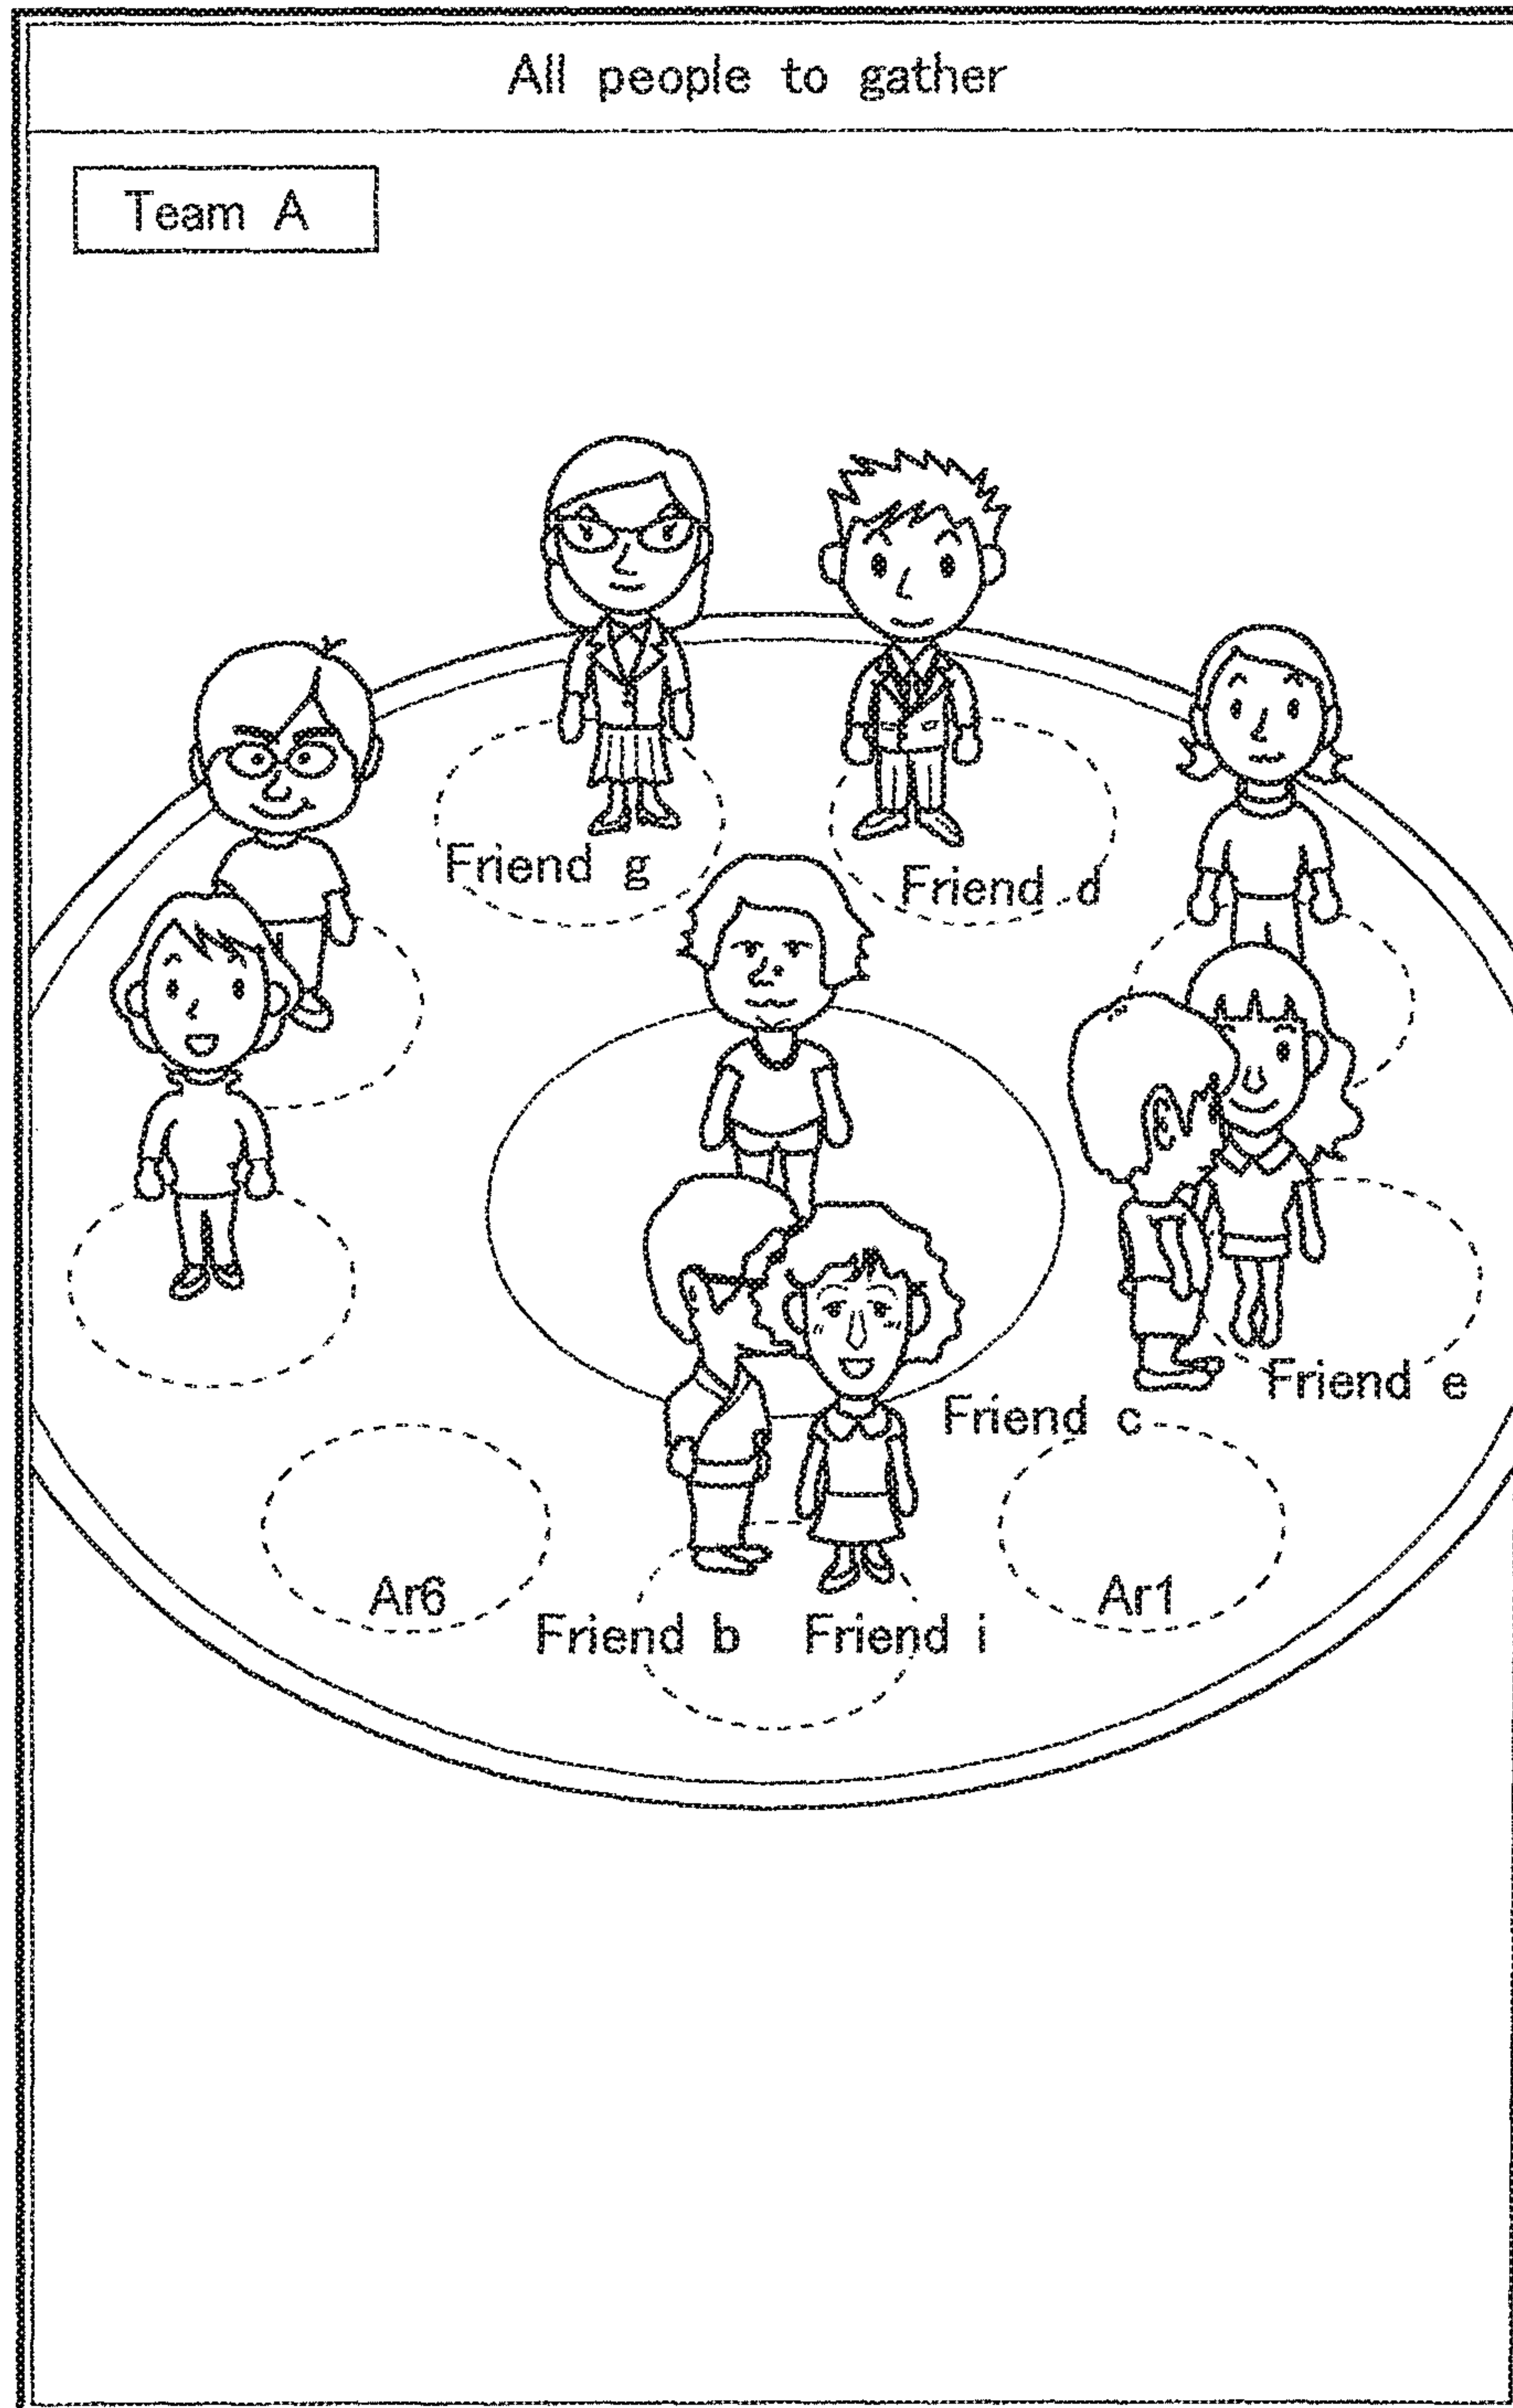 All people to gather
Team A
Friend g
Friend d
Friend e
Friend c
Ar6
Ar1
Friend b
Friend i